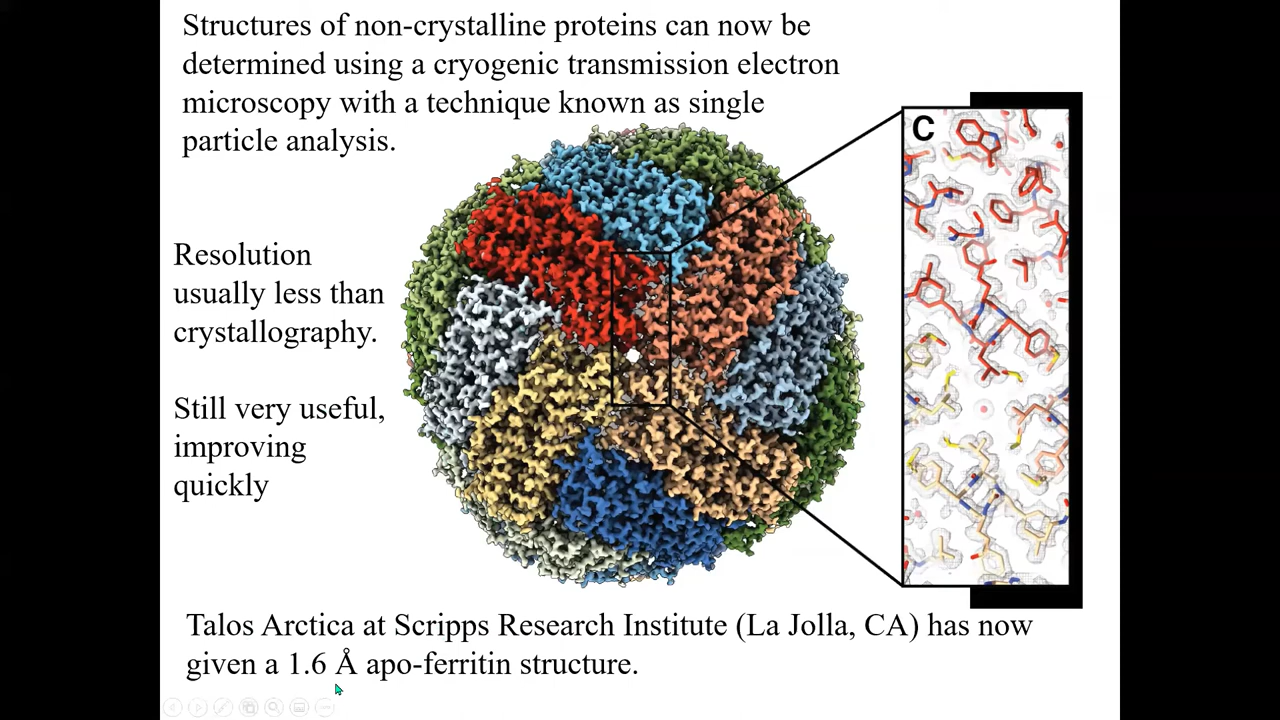 Structures of non-crystalline proteins can now be
determined using a cryogenic transmission electron
microscopy with a technique known as single
particle analysis.
C
Resolution
usually less than
crystallography.
Still very useful,
improving
quickly
Talos Arctica at Scripps Research Institute (La Jolla, CA) has now
given a 1.6 Å apo-ferritin structure.